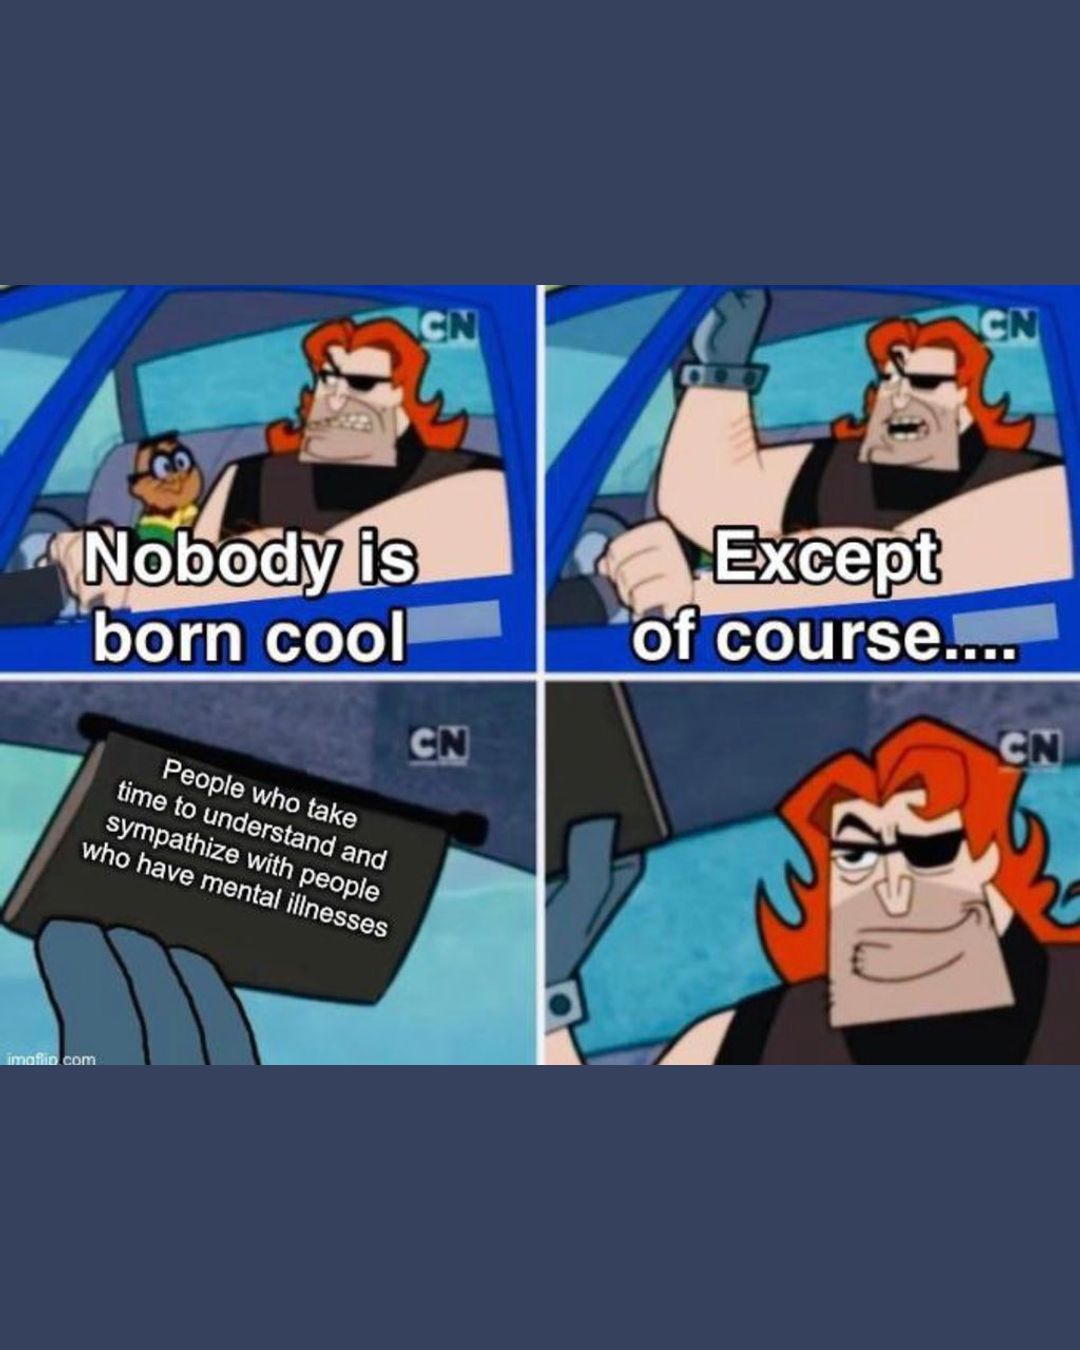 CN
Nobody is
born cool
CN
Except
of course....
CN
People who take
time to understand and
sympathize with people
who have mental illnesses
imgflip.com
CN